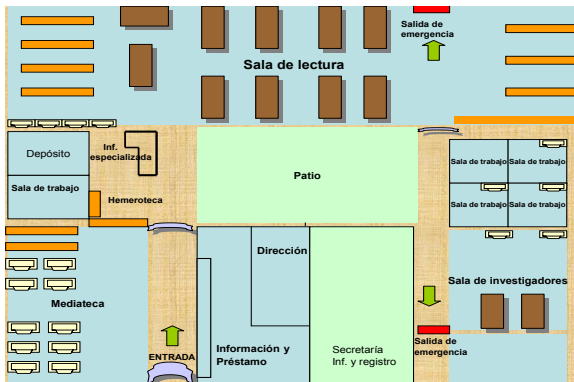 Salida de
emergencia
Sala de lectura
Depósito
Inf.
especializada
Sala de trabajo
Hemeroteca
Patio
Sala de trabajo
Sala de trabajo
Sala de trabajo
Sala de trabajo
Dirección
Mediateca
Sala de investigadores
ENTRADA
Información y
Préstamo
Secretaría
Inf. y registro
Salida de
emergencia